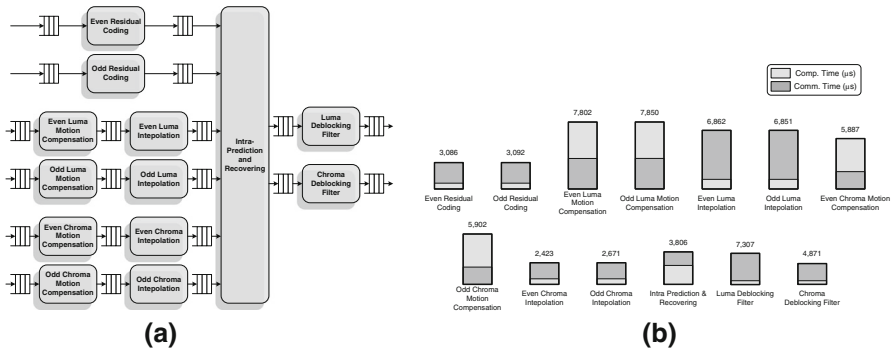 Even Residual
Coding
Odd Residual
Coding
Even Luma
Motion
Compensation
Even Luma
Intepolation
Odd Luma
Motion
Compensation
Odd Luma
Intepolation
Even Chroma
Motion
Compensation
Even Chroma
Intepolation
Odd Chroma
Motion
Compensation
Odd Chroma
Intepolation
Intra-
Prediction
and
Recovering
Luma
Deblocking
Filter
Chroma
Deblocking
Filter
(a)
Comp. Time (μs)
Comm. Time (μs)
3,086
Even Residual
Coding
3,092
Odd Residual
Coding
7,802
Even Luma
Motion
Compensation
7,850
Odd Luma Motion
Compensation
6,862
Even Luma
Intepolation
6,851
Odd Luma
Intepolation
5,887
Even Chroma Motion
Compensation
5,902
Odd Chroma
Motion
Compensation
2,423
Even Chroma
Intepolation
2,671
Odd Chroma
Intepolation
3,806
Intra Prediction &
Recovering
7,307
Luma Deblocking
Filter
4,871
Chroma
Deblocking Filter
(b)